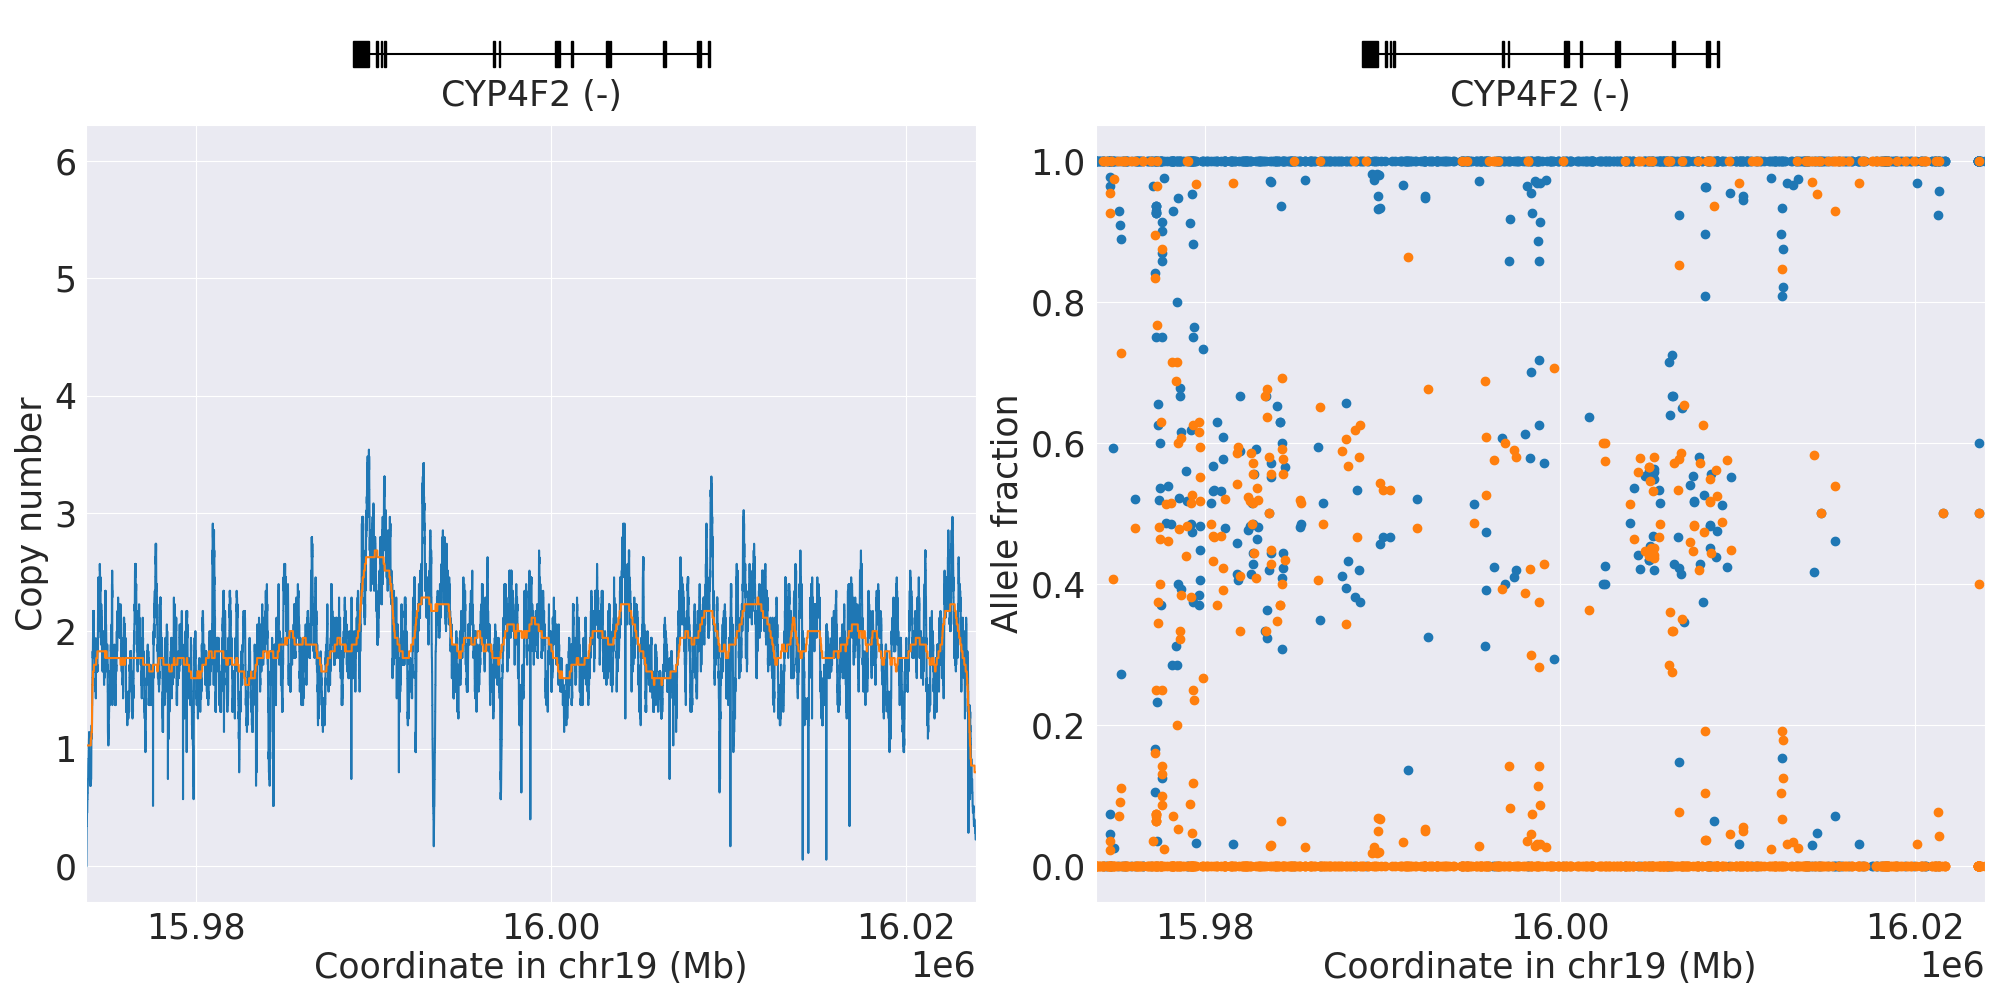 CYP4F2 (-)
Copy number
6
5
4
3
2
1
0
15.98
16.00
16.02
Coordinate in chr19 (Mb)
1e6
CYP4F2 (-)
Allele fraction
1.0
0.8
0.6
0.4
0.2
0.0
15.98
16.00
16.02
Coordinate in chr19 (Mb)
1e6